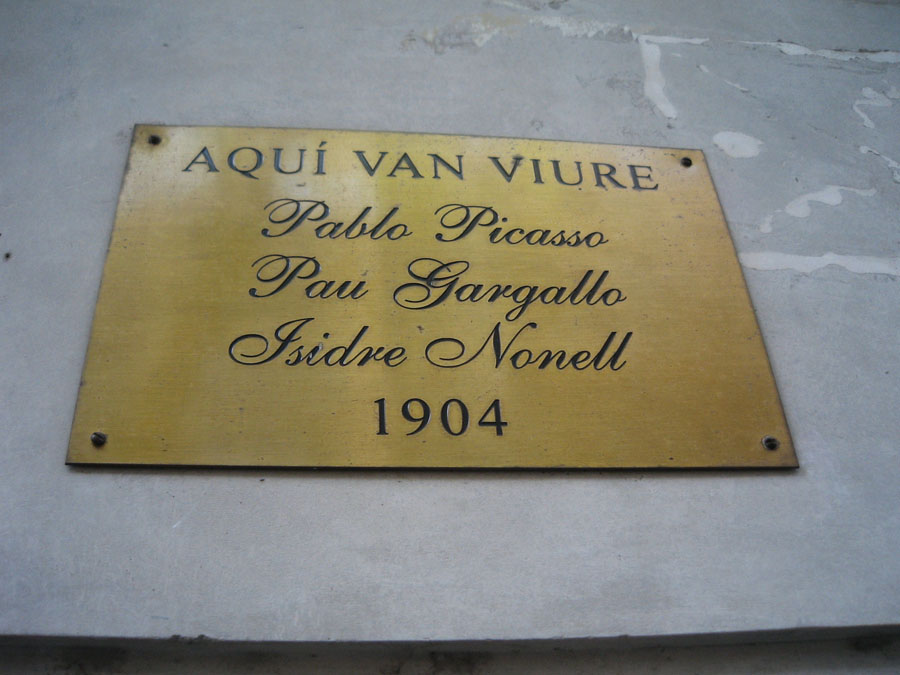 AQUÍ VAN VIURE
Pablo Picasso
Pau Gargallo
Isidre Nonell
1904